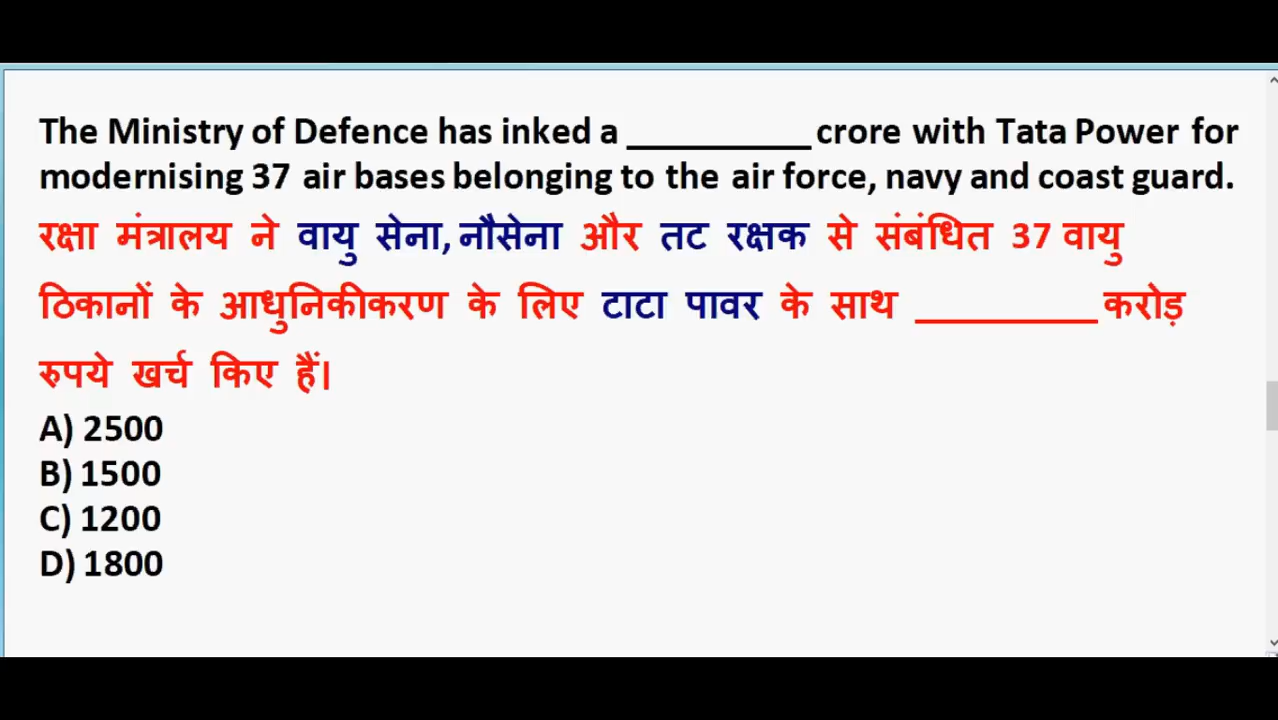 The Ministry of Defence has inked a __________ crore with Tata Power for
modernising 37 air bases belonging to the air force, navy and coast guard.
रक्षा मंत्रालय ने वायु सेना, नौसेना और तट रक्षक से संबंधित 37 वायु
ठिकानों के आधुनिकीकरण के लिए टाटा पावर के साथ __________ करोड़
रुपये खर्च किए हैं।
A) 2500
B) 1500
C) 1200
D) 1800